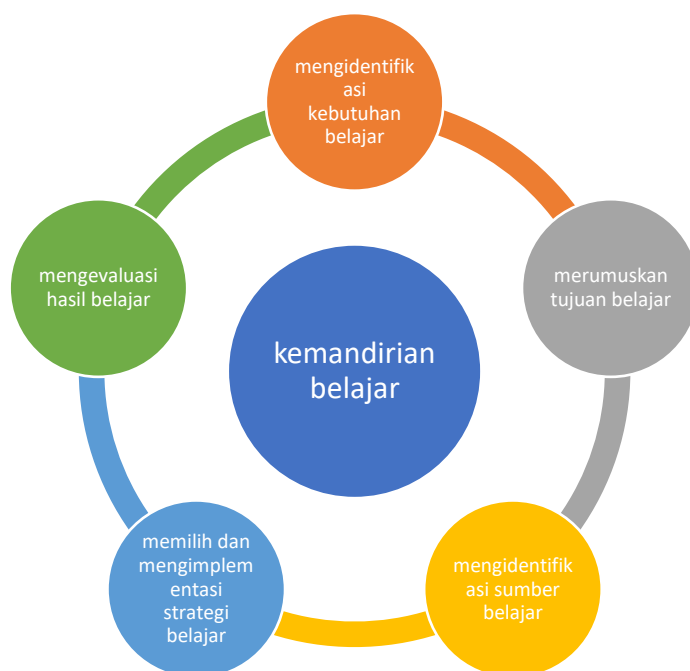 mengidentifik
asi
kebutuhan
belajar
merumuskan
tujuan belajar
mengidentifik
asi sumber
belajar
memilih dan
mengimplem
entasi
strategi
belajar
mengevaluasi
hasil belajar
kemandirian
belajar